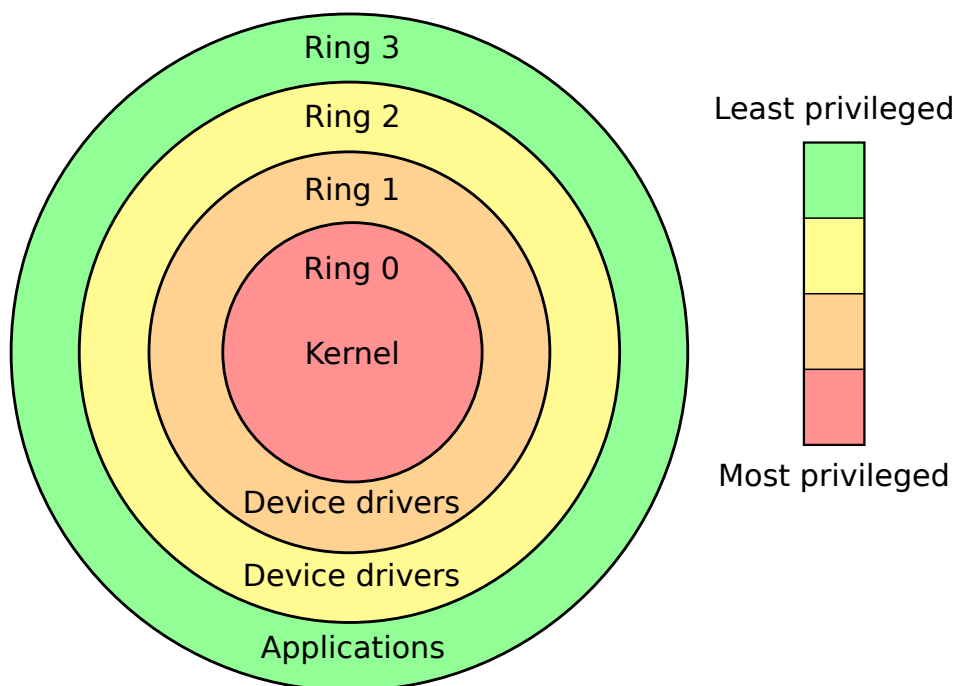 Ring 3
Ring 2
Ring 1
Ring 0
Kernel
Device drivers
Device drivers
Applications
Least privileged
Most privileged